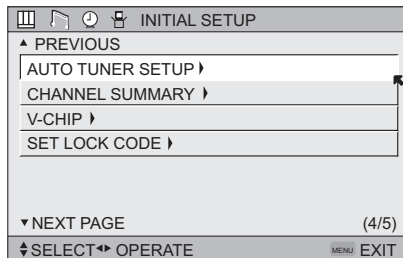 INITIAL SETUP
PREVIOUS
AUTO TUNER SETUP
CHANNEL SUMMARY
V-CHIP
SET LOCK CODE
NEXT PAGE (4/5)
SELECT OPERATE MENU EXIT